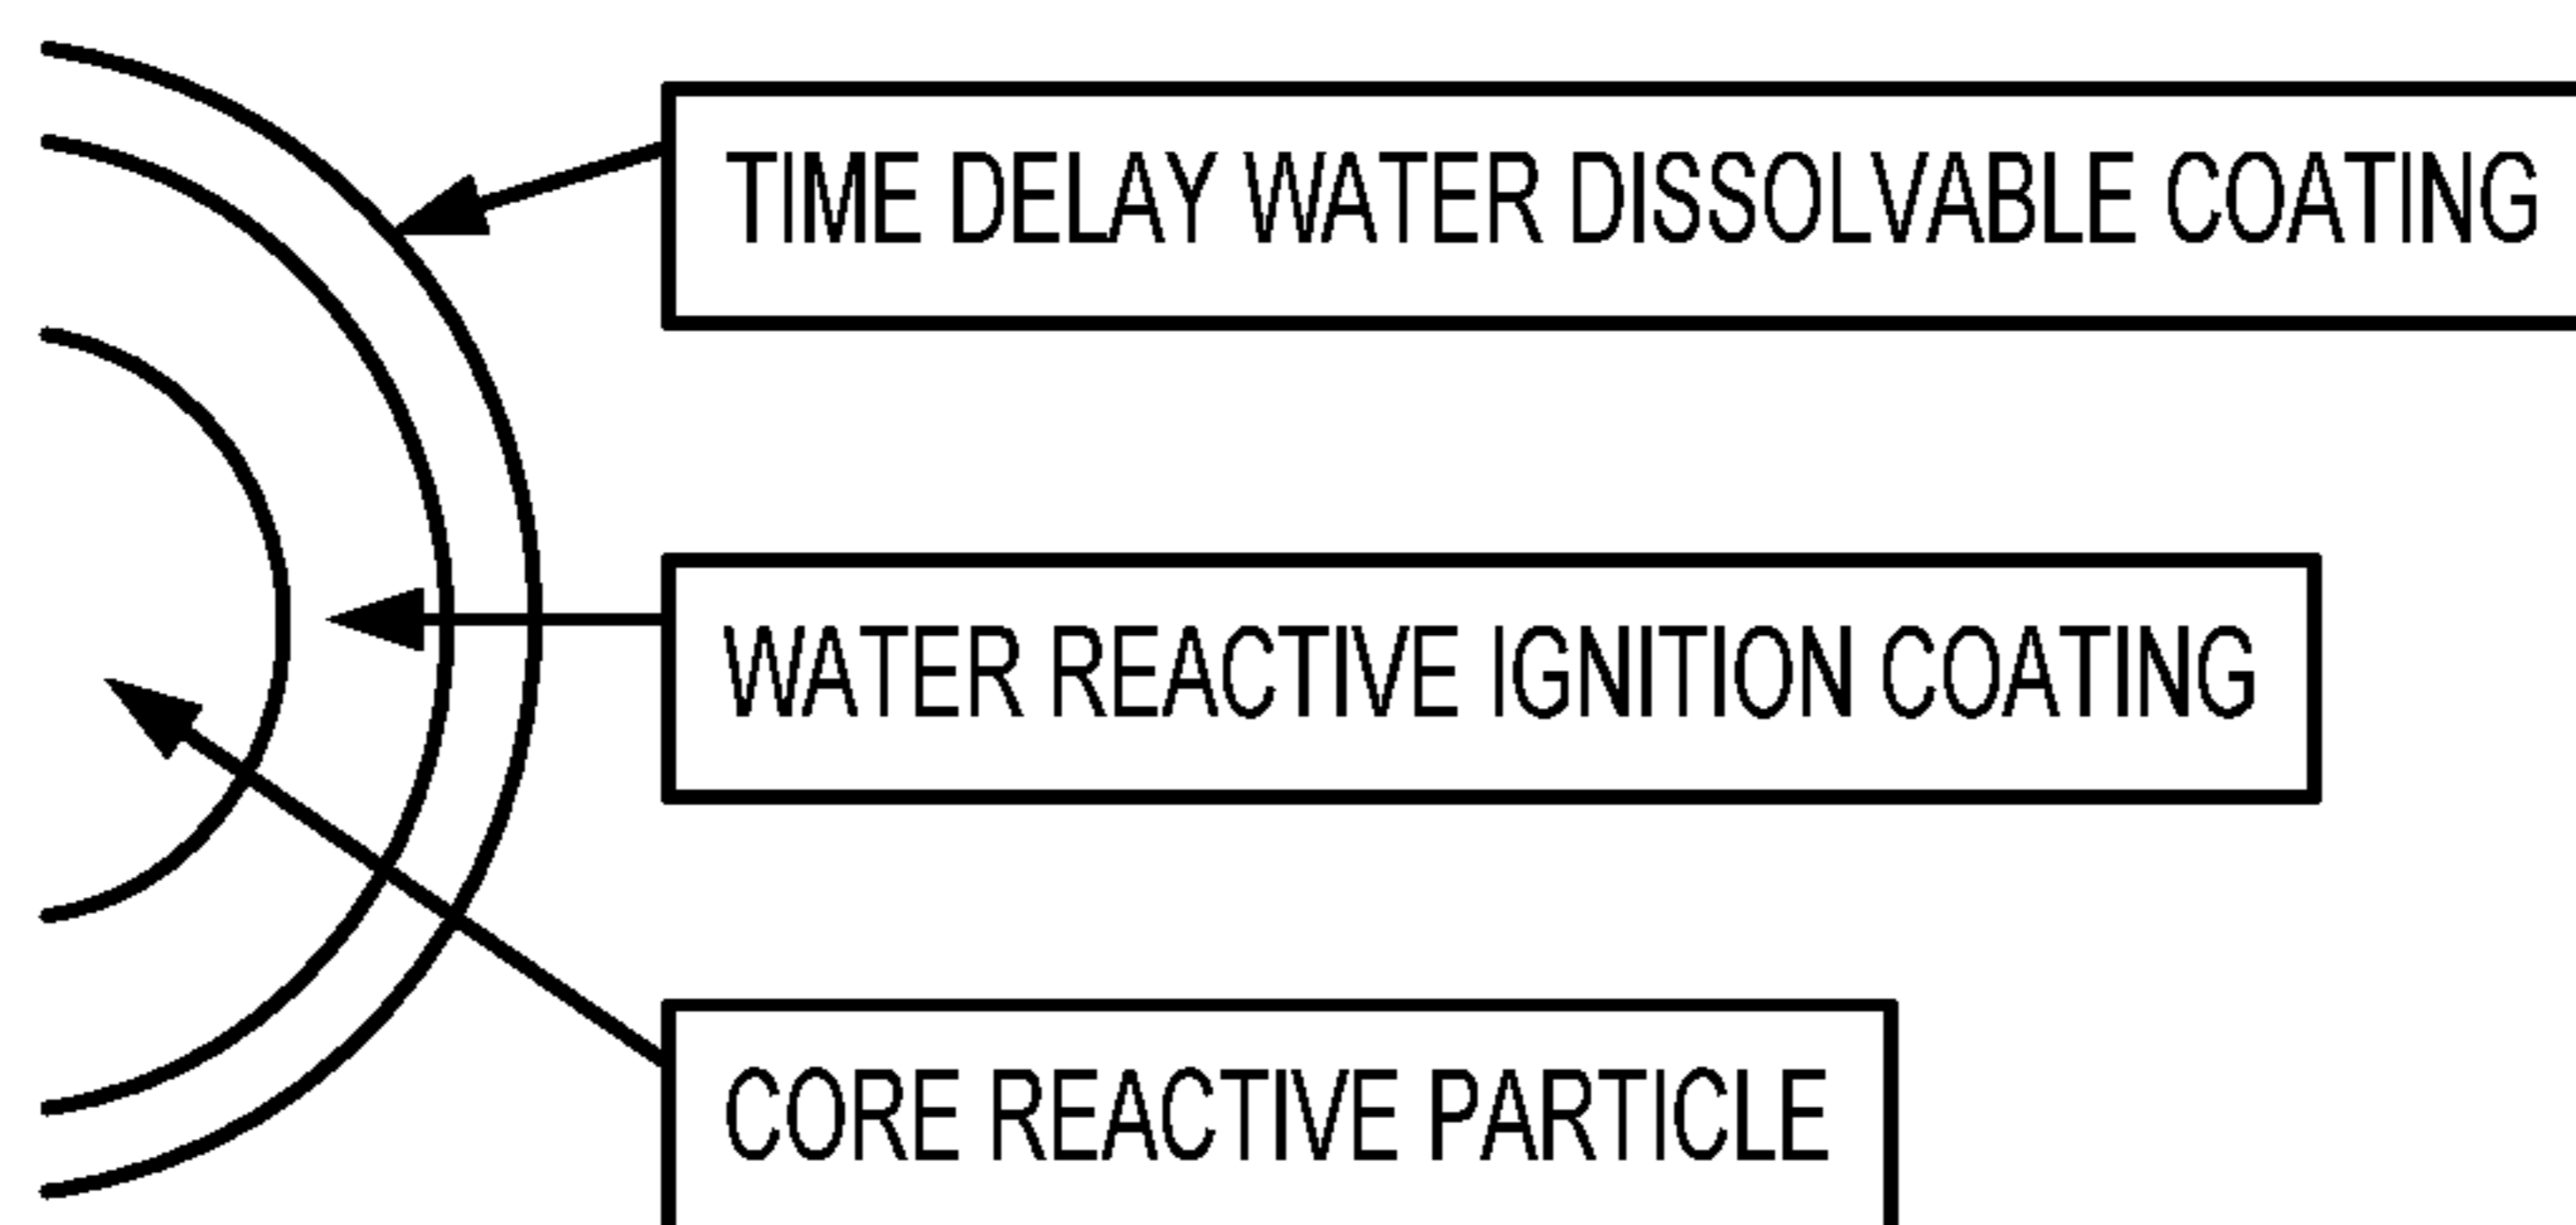 TIME DELAY WATER DISSOLVABLE COATING
WATER REACTIVE IGNITION COATING
CORE REACTIVE PARTICLE